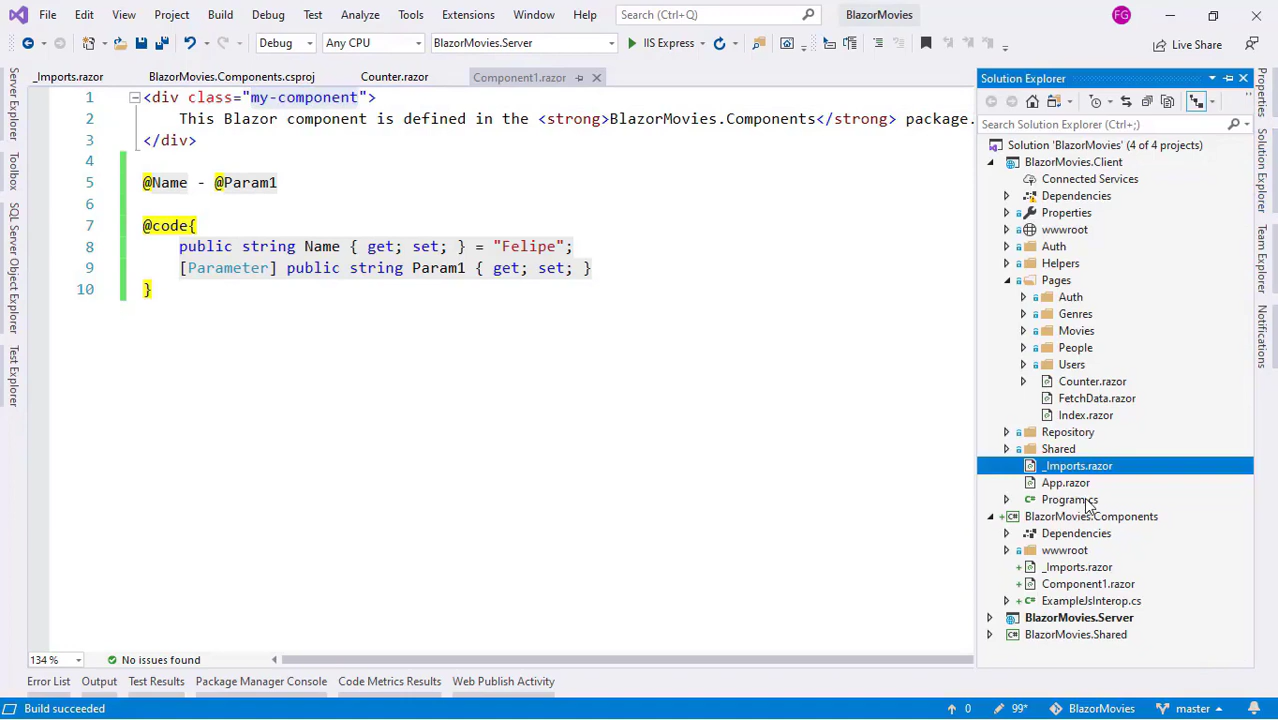 File Edit View Project Build Debug Test Analyze Tools Extensions Window Help Search (Ctrl+Q) BlazorMovies FG
Debug Any CPU BlazorMovies.Server IIS Express Live Share
_Imports.razor BlazorMovies.Components.csproj Counter.razor Component1.razor
1 <div class="my-component">
2 This Blazor component is defined in the <strong>BlazorMovies.Components</strong> package.
3 </div>
4
5 @Name - @Param1
6
7 @code{
8 public string Name { get; set; } = "Felipe";
9 [Parameter] public string Param1 { get; set; }
10 }
Server Explorer
Toolbox
SQL Server Object Explorer
Test Explorer
Solution Explorer
Search Solution Explorer (Ctrl+;)
Solution 'BlazorMovies' (4 of 4 projects)
BlazorMovies.Client
Connected Services
Dependencies
Properties
wwwroot
Auth
Helpers
Pages
Auth
Genres
Movies
People
Users
Counter.razor
FetchData.razor
Index.razor
Repository
Shared
_Imports.razor
App.razor
Program.cs
BlazorMovies.Components
Dependencies
wwwroot
_Imports.razor
Component1.razor
ExampleJsInterop.cs
BlazorMovies.Server
BlazorMovies.Shared
Properties
Solution Explorer
Team Explorer
Notifications
134 % No issues found
Error List Output Test Results Package Manager Console Code Metrics Results Web Publish Activity
Build succeeded 0 99* BlazorMovies master